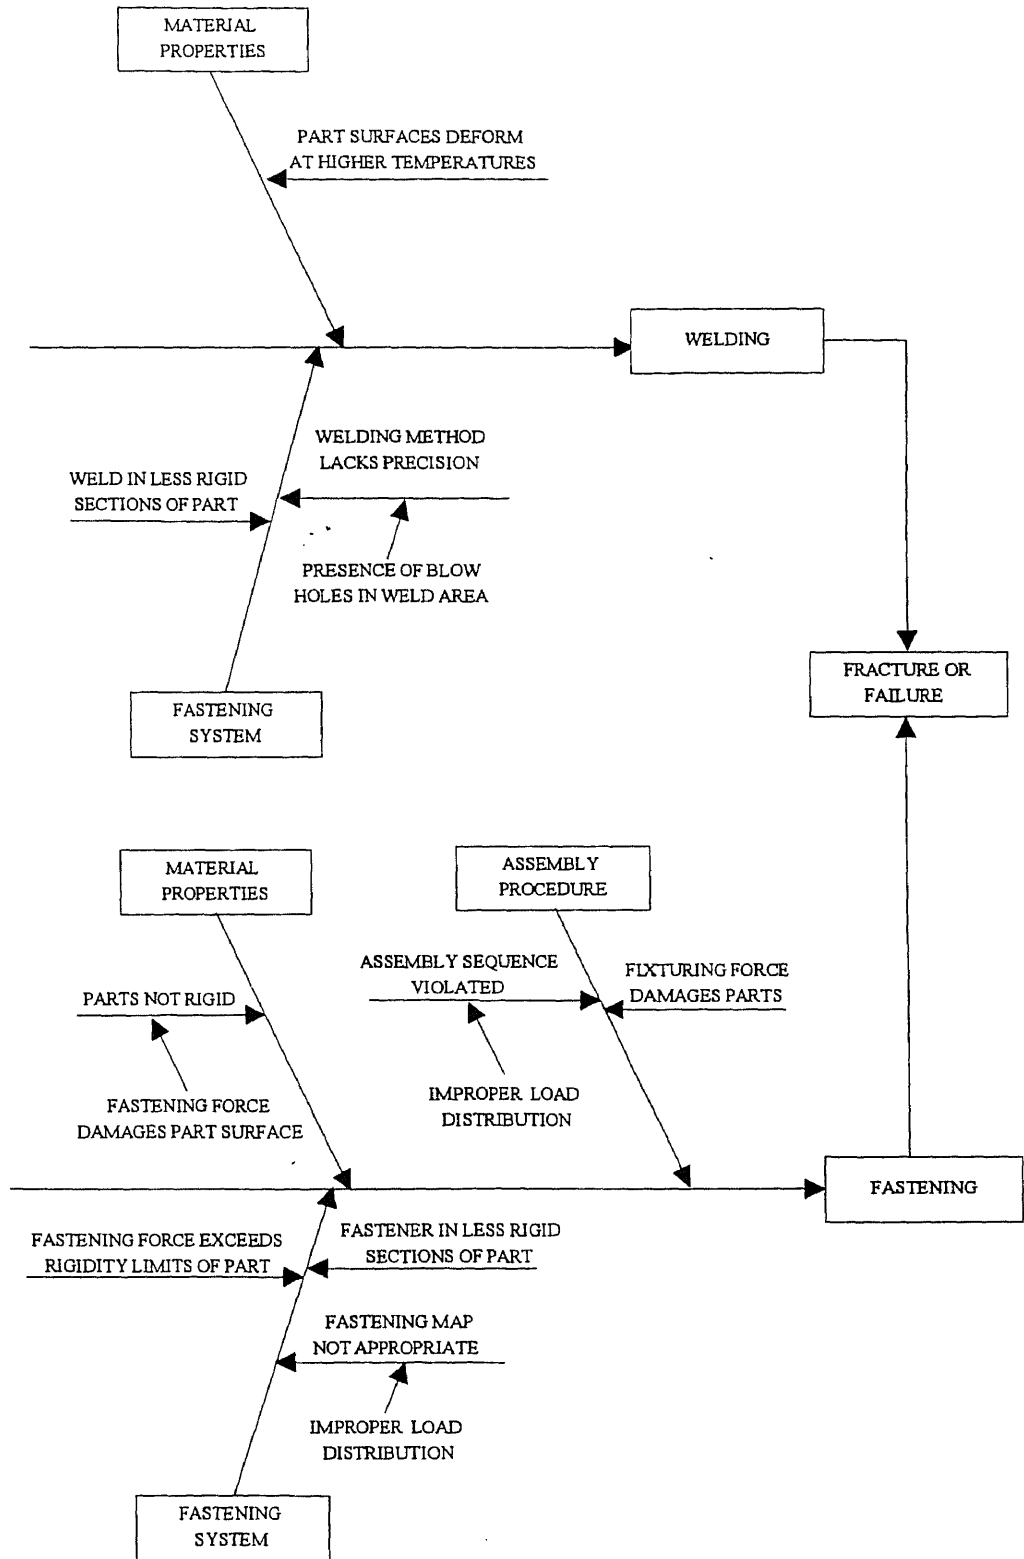 MATERIAL
PROPERTIES
PART SURFACES DEFORM
AT HIGHER TEMPERATURES
WELDING
WELDING METHOD
LACKS PRECISION
WELD IN LESS RIGID
SECTIONS OF PART
PRESENCE OF BLOW
HOLES IN WELD AREA
FRACTURE OR
FAILURE
FASTENING
SYSTEM
MATERIAL
PROPERTIES
ASSEMBLY
PROCEDURE
ASSEMBLY SEQUENCE
VIOLATED
FIXTURING FORCE
DAMAGES PARTS
PARTS NOT RIGID
IMPROPER LOAD
DISTRIBUTION
FASTENING FORCE
DAMAGES PART SURFACE
FASTENING
FASTENING FORCE EXCEEDS
RIGIDITY LIMITS OF PART
FASTENER IN LESS RIGID
SECTIONS OF PART
FASTENING MAP
NOT APPROPRIATE
IMPROPER LOAD
DISTRIBUTION
FASTENING
SYSTEM